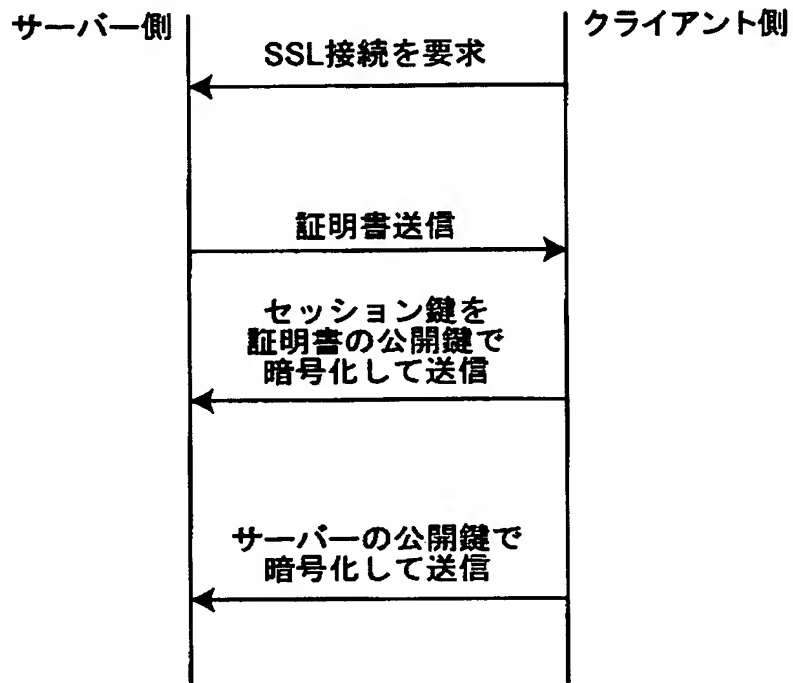 サーバー側
クライアント側
SSL接続を要求
証明書送信
セッション鍵を
証明書の公開鍵で
暗号化して送信
サーバーの公開鍵で
暗号化して送信